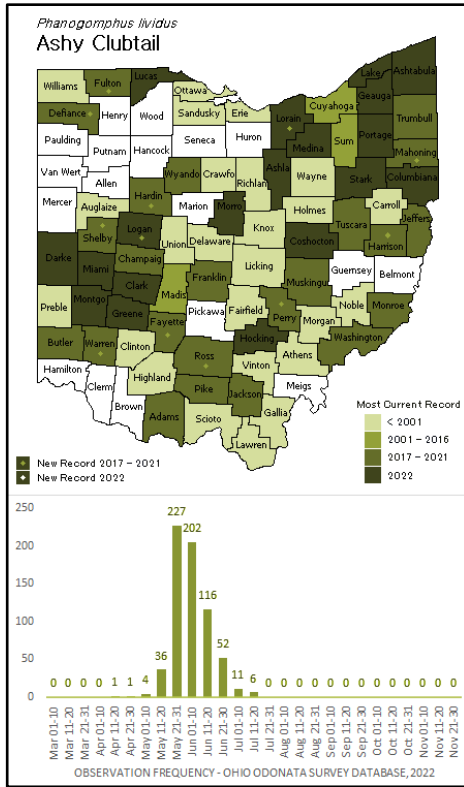 Phanogomphus lividus
Ashy Clubtail
Williams
Fulton
Lucas
Ottawa
Lake
Ashtabula
Geauga
Defiance
Henry
Wood
Sandusky
Erie
Lorain
Cuyahoga
Trumbull
Paulding
Putnam
Hancock
Seneca
Huron
Medina
Sum
Portage
Mahoning
Van Wert
Allen
Wyando
Crawfo
Richlan
Ashla
Wayne
Stark
Columbiana
Mercer
Auglaize
Hardin
Marion
Morro
Holmes
Carroll
Jeffers
Shelby
Logan
Union
Delaware
Knox
Coshocton
Tuscara
Harrison
Darke
Miami
Champaig
Licking
Guernsey
Belmont
Clark
Madis
Franklin
Muskingu
Preble
Montgo
Greene
Fayette
Pickawa
Fairfield
Perry
Morgan
Noble
Monroe
Butler
Warren
Clinton
Ross
Hocking
Athens
Washington
Hamilton
Clerm
Highland
Pike
Vinton
Meigs
Brown
Adams
Scioto
Jackson
Gallia
Lawren
Most Current Record
< 2001
2001 - 2016
2017 - 2021
2022
New Record 2017 - 2021
New Record 2022
250
200
150
100
50
0
0 0 0 0 1 1 4 36 227 202 116 52 11 6 0 0 0 0 0 0 0 0 0 0 0 0 0
Mar 01-10
Mar 11-20
Mar 21-31
Apr 01-10
Apr 11-20
Apr 21-30
May 01-10
May 11-20
May 21-31
Jun 01-10
Jun 11-20
Jun 21-30
Jul 01-10
Jul 11-20
Jul 21-31
Aug 01-10
Aug 11-20
Aug 21-31
Sep 01-10
Sep 11-20
Sep 21-30
Oct 01-10
Oct 11-20
Oct 21-31
Nov 01-10
Nov 11-20
Nov 21-30
OBSERVATION FREQUENCY - OHIO ODONATA SURVEY DATABASE, 2022